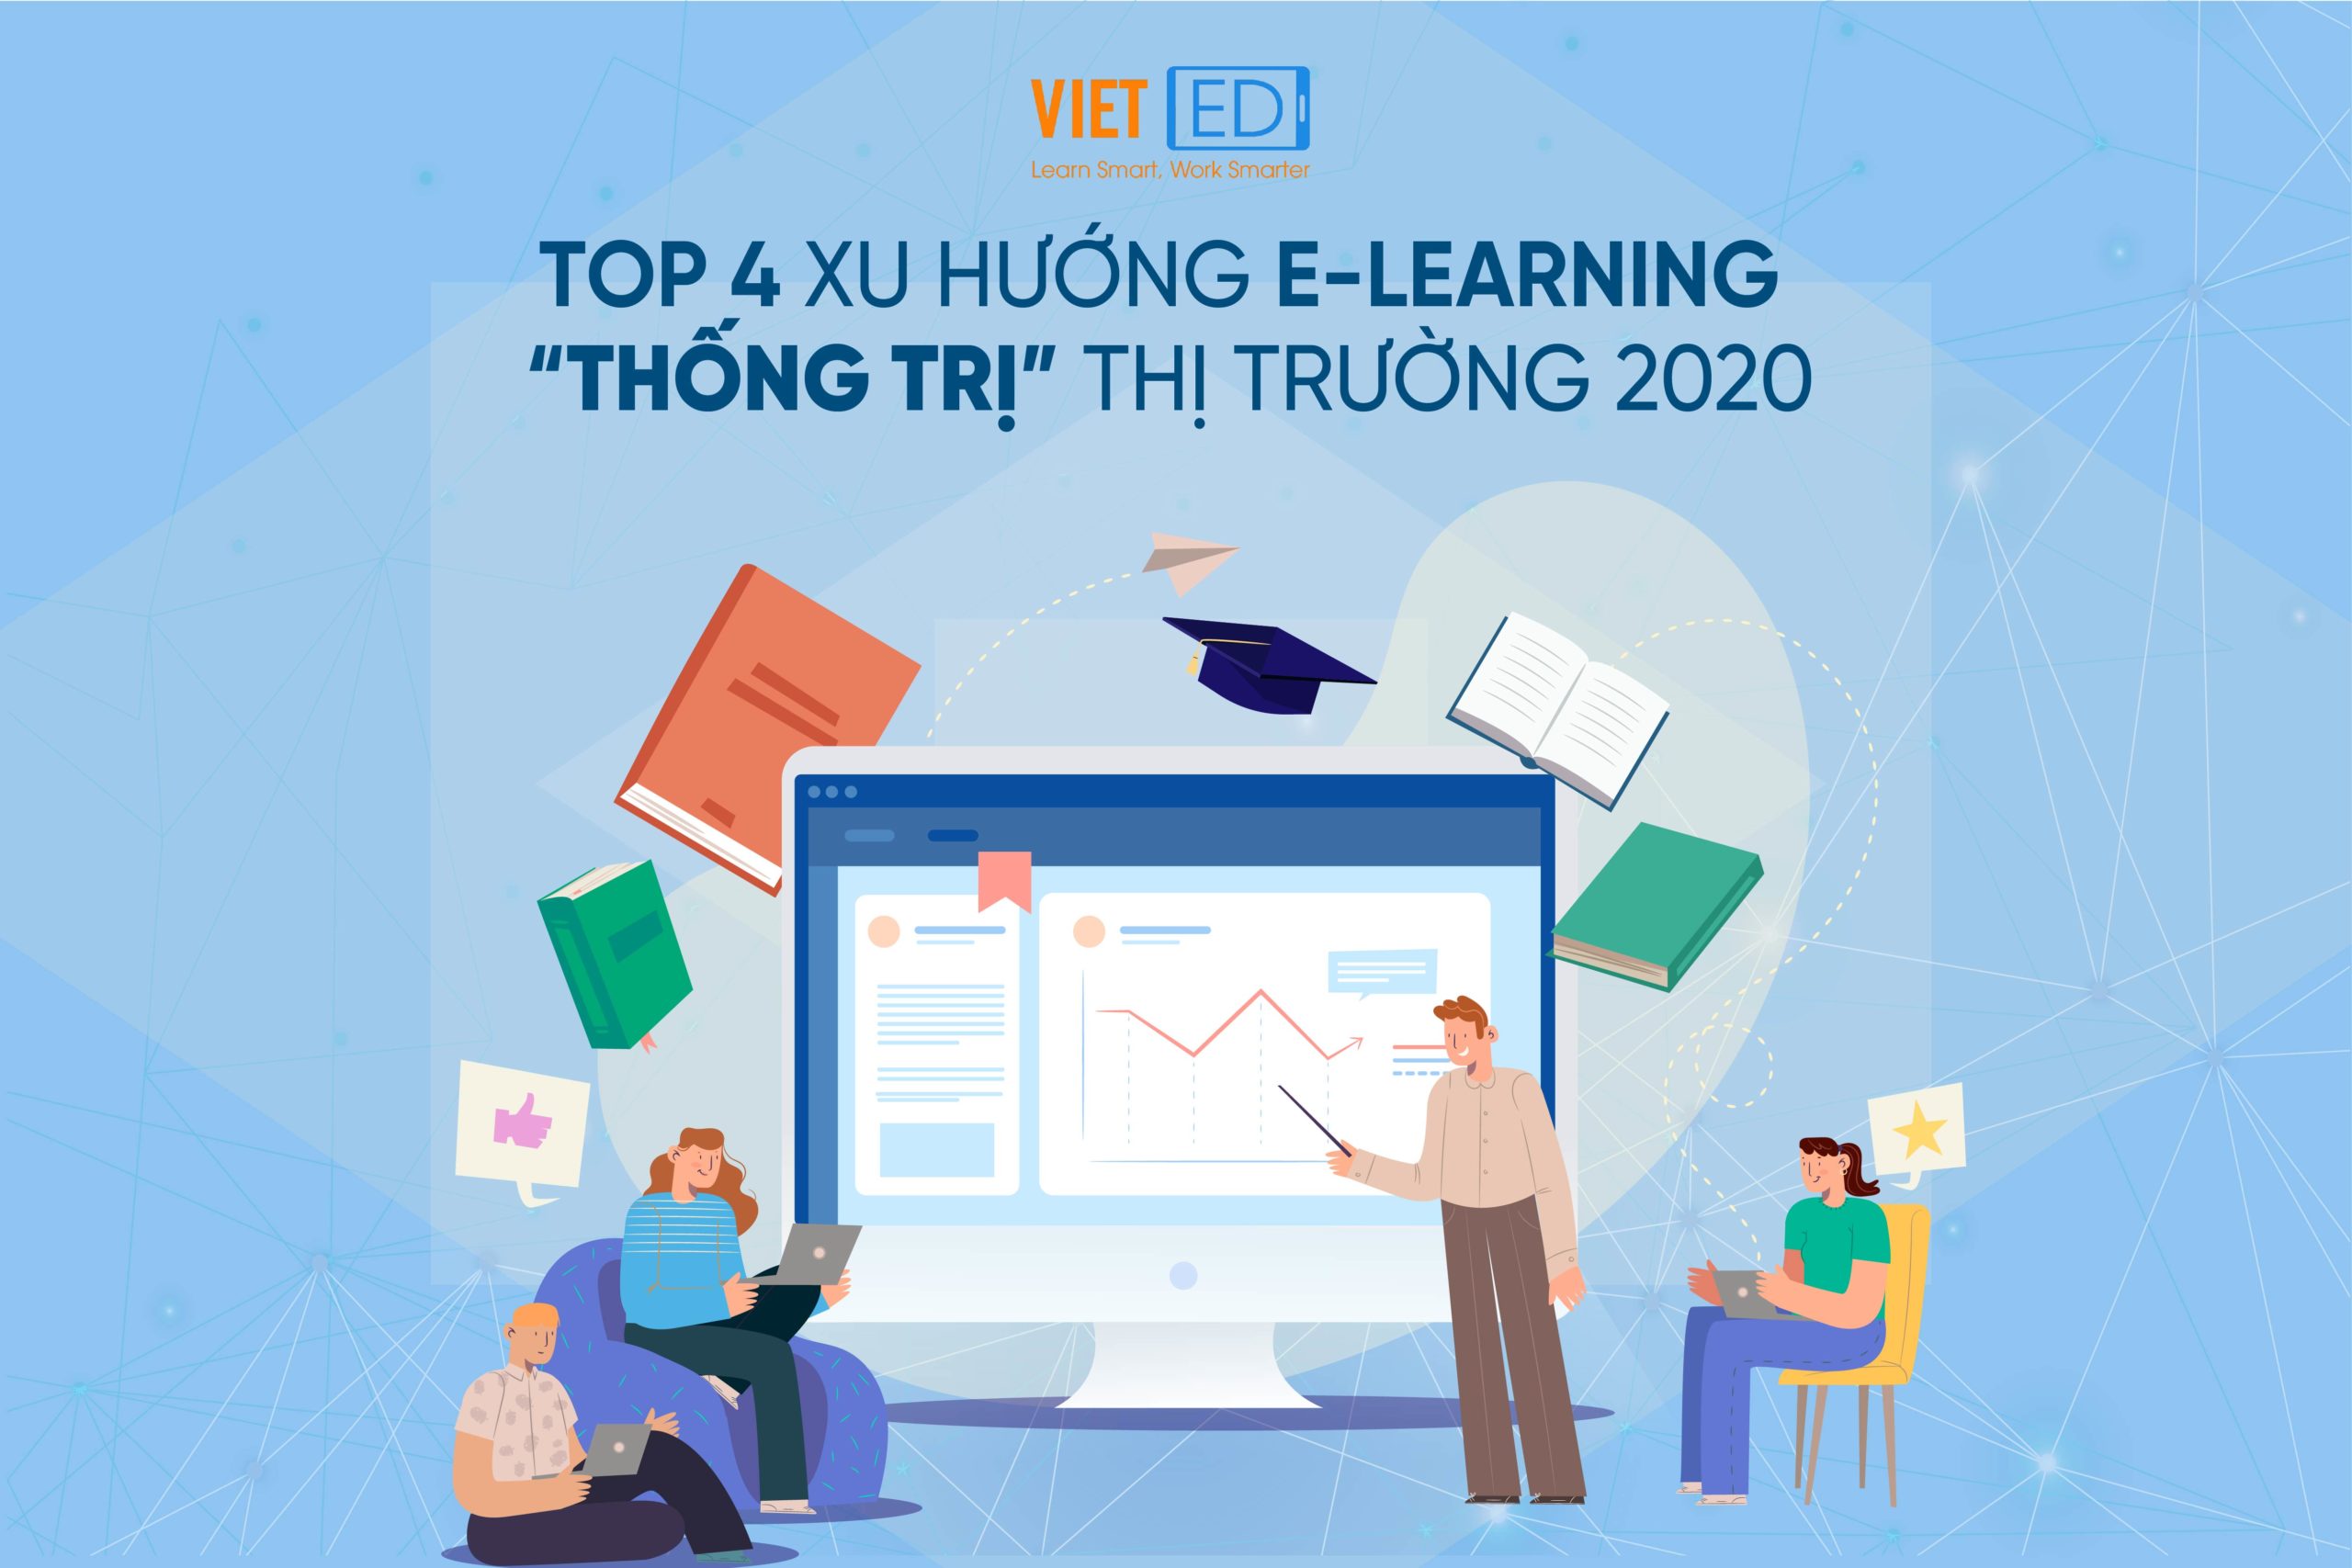 VIET ED
Learn Smart, Work Smarter
TOP 4 XU HƯỚNG E-LEARNING
“THỐNG TRỊ” THỊ TRƯỜNG 2020